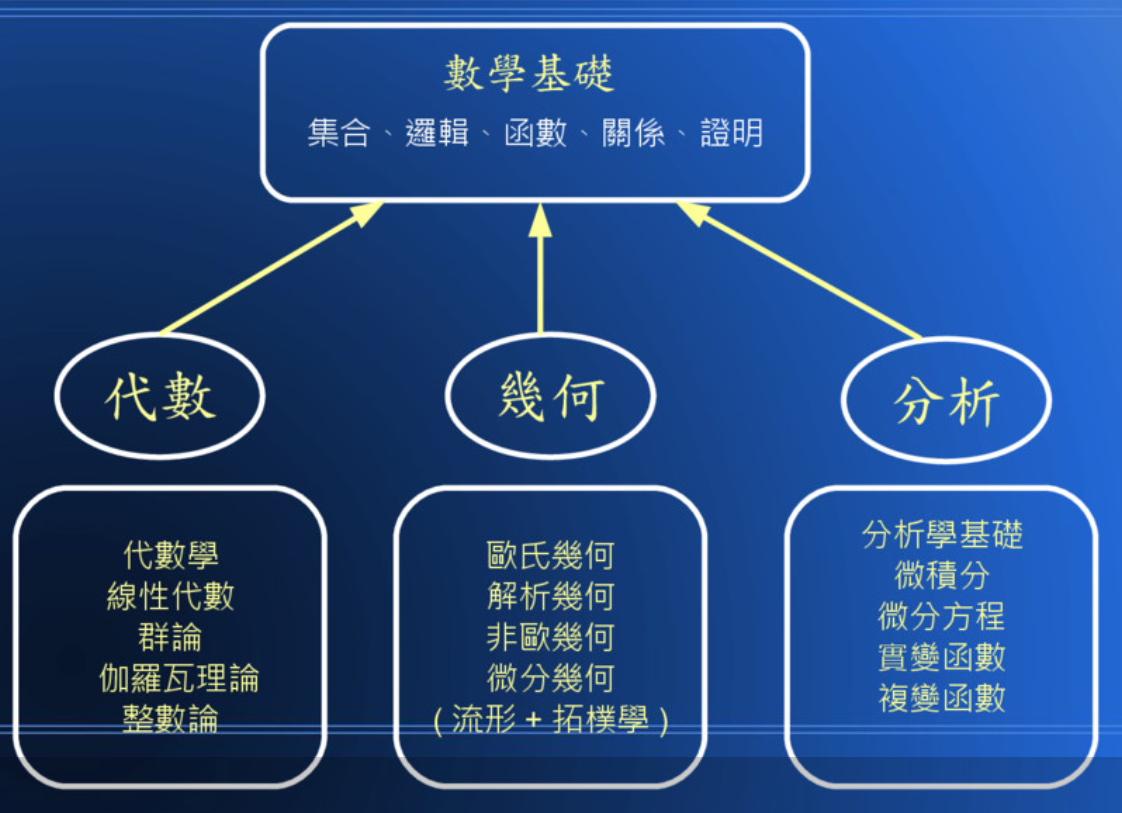 數學基礎
集合、邏輯、函數、關係、證明
代數
幾何
分析
代數學
線性代數
群論
伽羅瓦理論
整數論
歐氏幾何
解析幾何
非歐幾何
微分幾何
( 流形 + 拓樸學 )
分析學基礎
微積分
微分方程
實變函數
複變函數